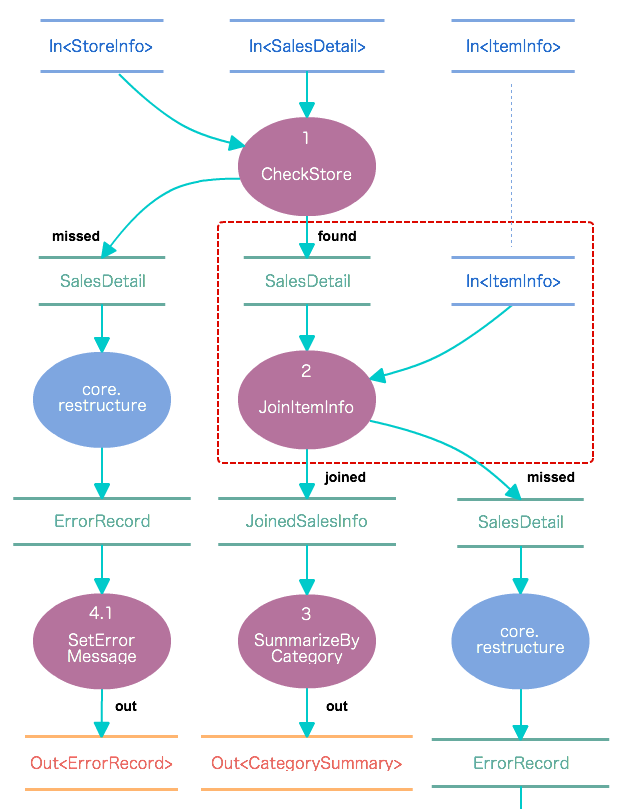 In<StoreInfo>
In<SalesDetail>
In<ItemInfo>
1
CheckStore
missed
found
SalesDetail
SalesDetail
In<ItemInfo>
core.
restructure
2
JoinItemInfo
joined
missed
ErrorRecord
JoinedSalesInfo
SalesDetail
4.1
SetError
Message
3
SummarizeBy
Category
core.
restructure
out
out
Out<ErrorRecord>
Out<CategorySummary>
ErrorRecord